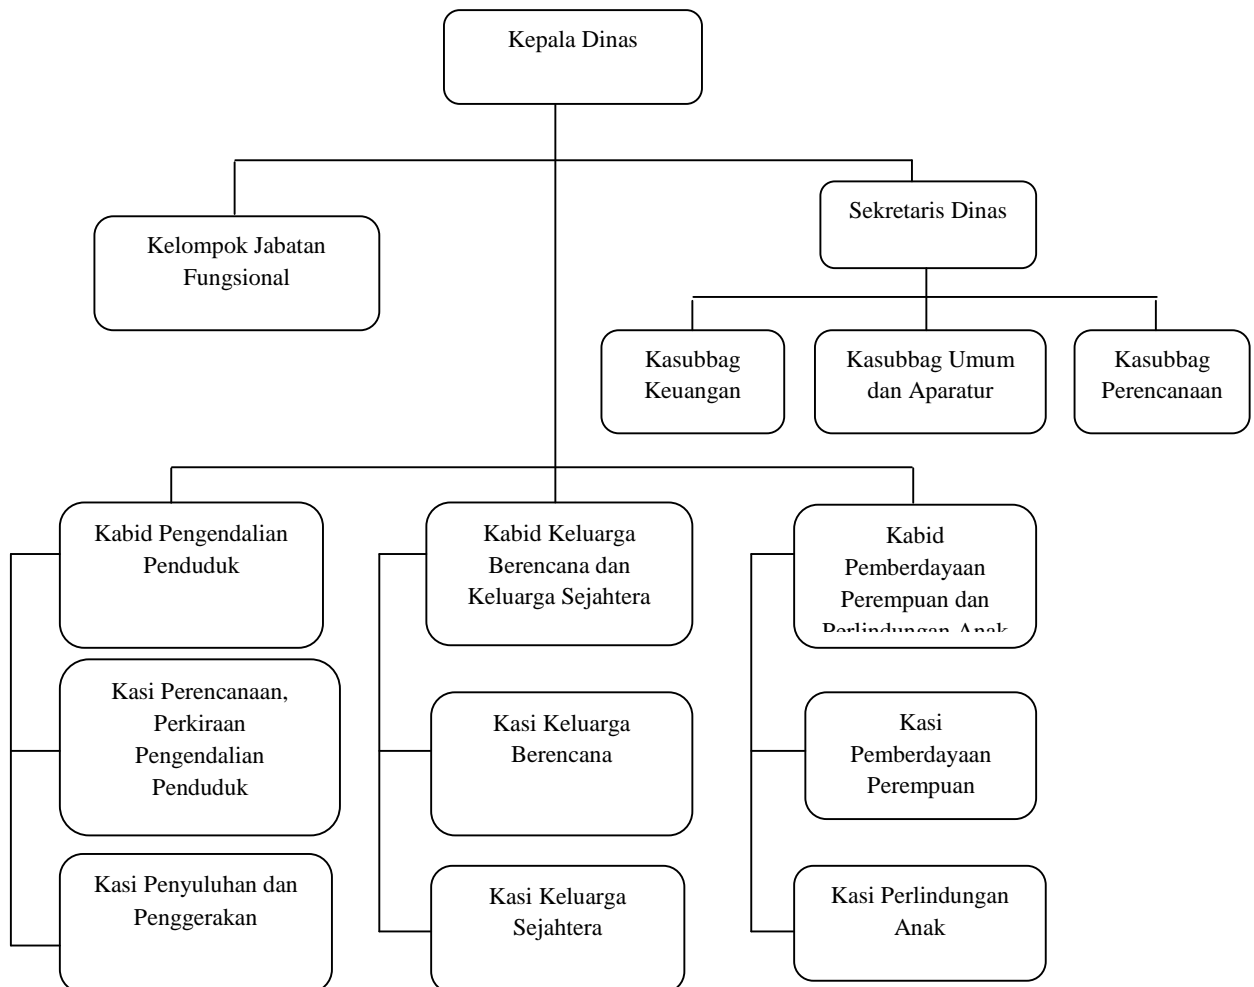 Kepala Dinas
Sekretaris Dinas
Kelompok Jabatan
Fungsional
Kasubbag
Keuangan
Kasubbag Umum
dan Aparatur
Kasubbag
Perencanaan
Kabid Pengendalian
Penduduk
Kabid Keluarga
Berencana dan
Keluarga Sejahtera
Kabid
Pemberdayaan
Perempuan dan
Perlindungan Anak
Kasi Perencanaan,
Perkiraan
Pengendalian
Penduduk
Kasi Keluarga
Berencana
Kasi
Pemberdayaan
Perempuan
Kasi Penyuluhan dan
Penggerakan
Kasi Keluarga
Sejahtera
Kasi Perlindungan
Anak